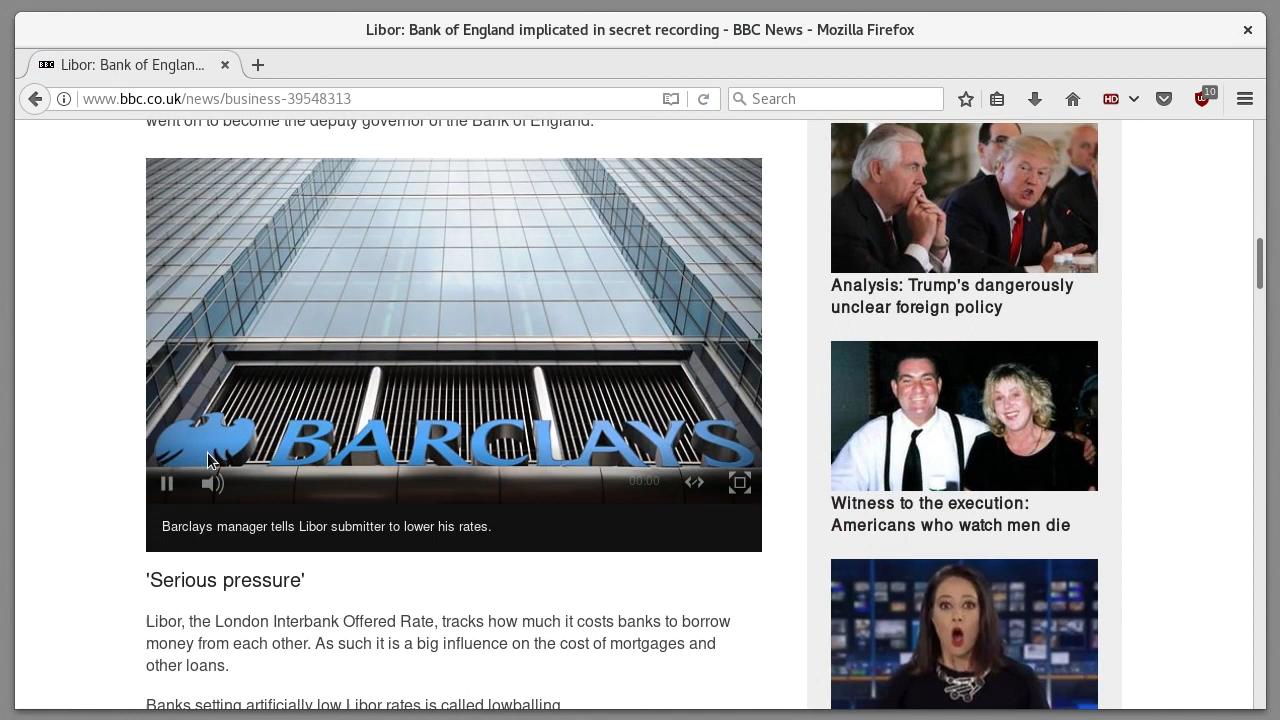 Libor: Bank of England implicated in secret recording - BBC News - Mozilla Firefox
BBC Libor: Bank of Englan...
www.bbc.co.uk/news/business-39548313
Search
HD
10
went on to become the deputy governor of the Bank of England.
BARCLAYS
00:00
Barclays manager tells Libor submitter to lower his rates.
'Serious pressure'
Libor, the London Interbank Offered Rate, tracks how much it costs banks to borrow
money from each other. As such it is a big influence on the cost of mortgages and
other loans.
Banks setting artificially low Libor rates is called lowballing.
Analysis: Trump's dangerously
unclear foreign policy
Witness to the execution:
Americans who watch men die